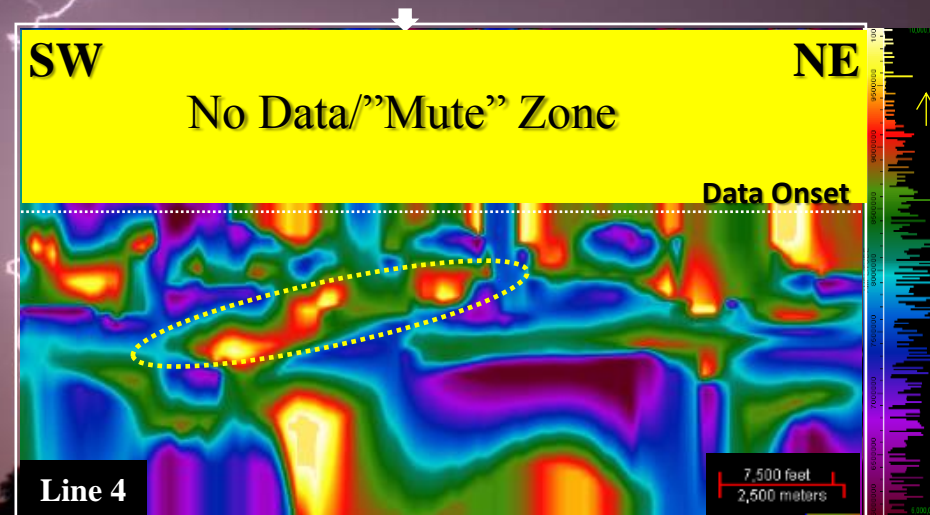 SW
NE
No Data/”Mute” Zone
Data Onset
Line 4
7,500 feet
2,500 meters